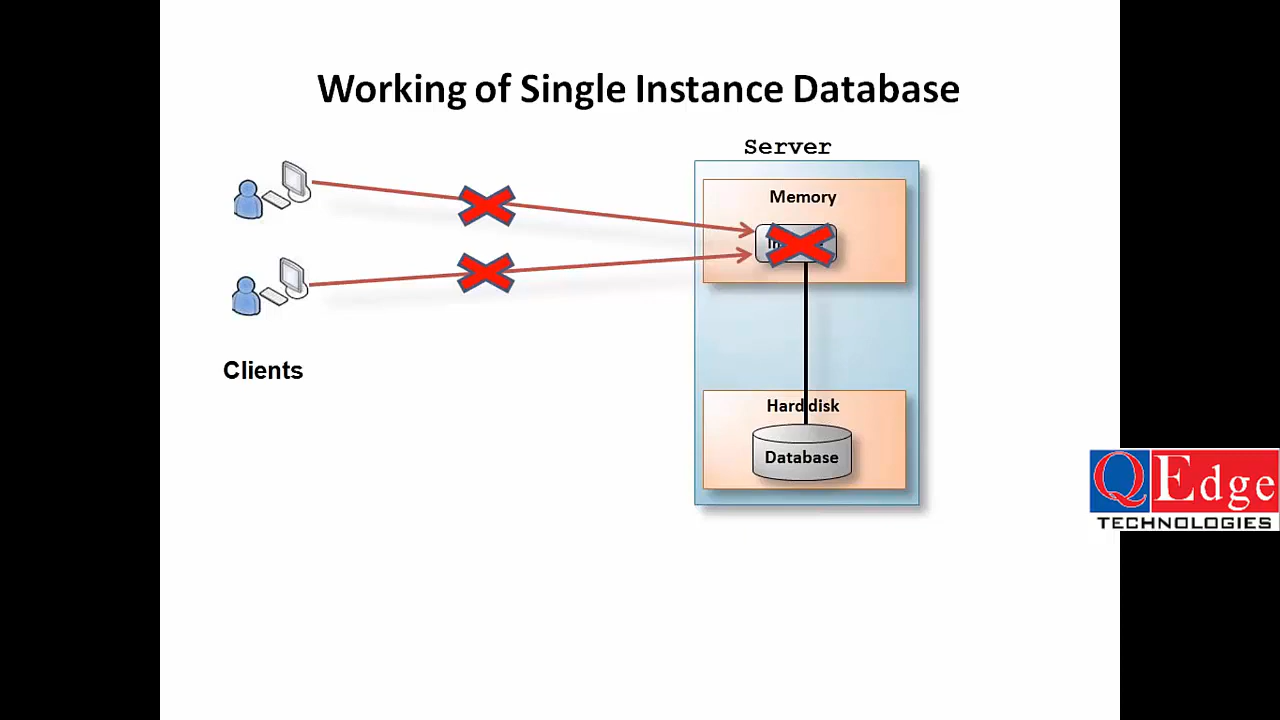 Working of Single Instance Database
Server
Memory
Clients
Hard disk
Database
QEdge
TECHNOLOGIES